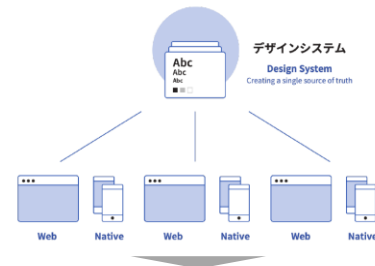 Abc
Abc
Abc
デザインシステム
Design System
Creating a single source of truth
Web
Native
Web
Native
Web
Native